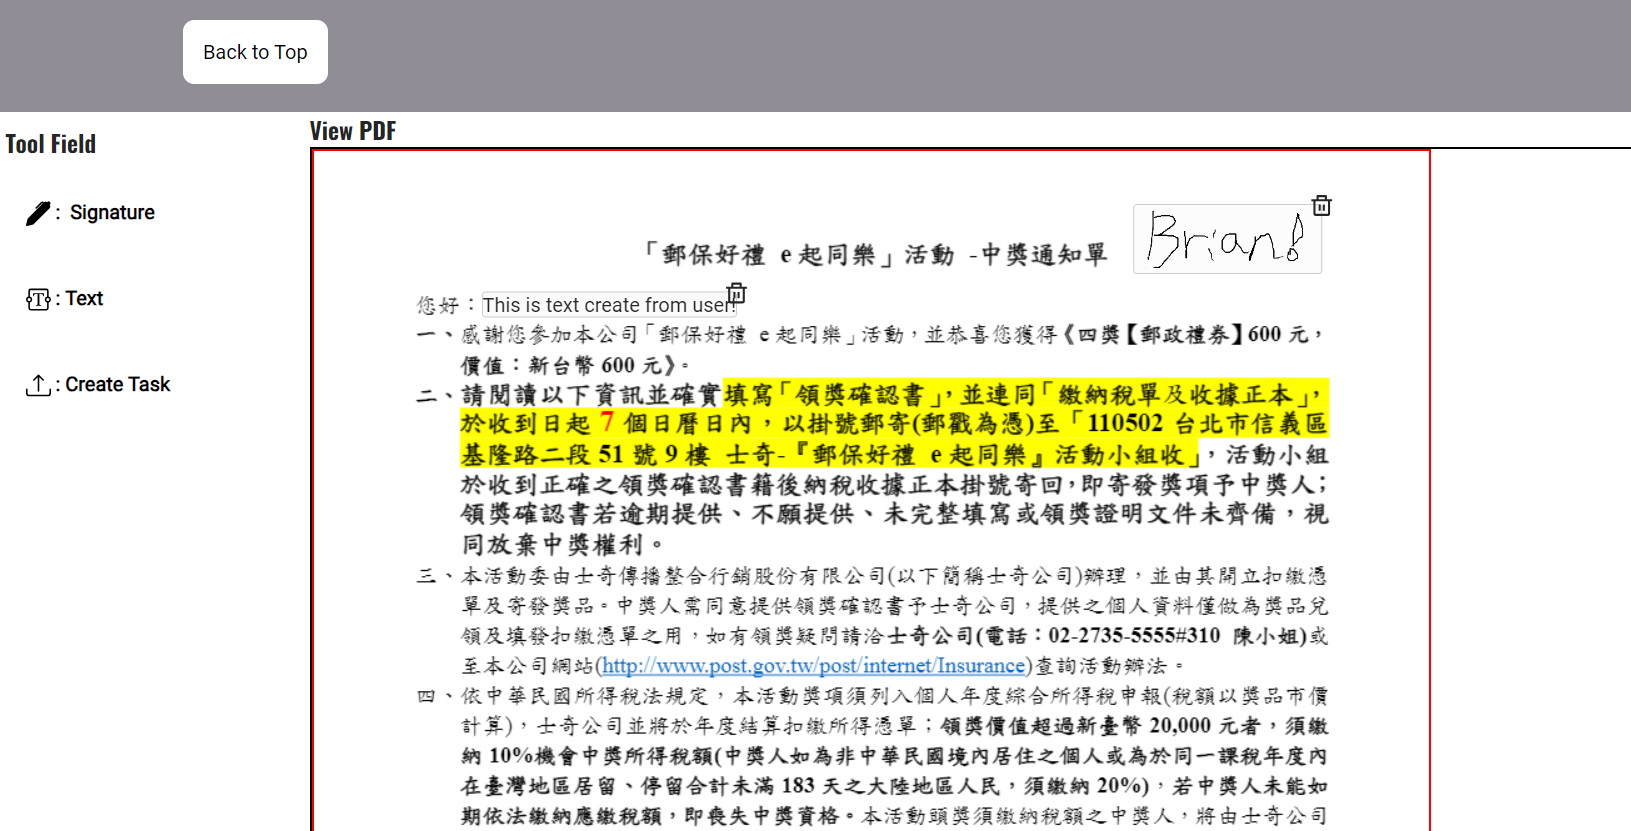 Back to Top
Tool Field
View PDF
: Signature
: Text
: Create Task
「郵保好禮 e 起同樂」活動 -中獎通知單
Brian!
您好：This is text create from user!
一、感謝您參加本公司「郵保好禮 e 起同樂」活動，並恭喜您獲得《四獎【郵政禮券】600 元，
價值：新台幣 600 元》。
二、請閱讀以下資訊並確實填寫「領獎確認書」，並連同「繳納稅單及收據正本」，
於收到日起 7 個日曆日內，以掛號郵寄(郵戳為憑)至「110502 台北市信義區
基隆路二段 51 號 9 樓 士奇-『郵保好禮 e 起同樂』活動小組收」，活動小組
於收到正確之領獎確認書籍後納稅收據正本掛號寄回，即寄發獎項予中獎人；
領獎確認書若逾期提供、不願提供、未完整填寫或領獎證明文件未齊備，視
同放棄中獎權利。
三、本活動委由士奇傳播整合行銷股份有限公司(以下簡稱士奇公司)辦理，並由其開立扣繳憑
單及寄發獎品。中獎人需同意提供領獎確認書予士奇公司，提供之個人資料僅做為獎品兌
領及填發扣繳憑單之用，如有領獎疑問請洽士奇公司(電話：02-2735-5555#310 陳小姐)或
至本公司網站(http://www.post.gov.tw/post/internet/Insurance)查詢活動辦法。
四、依中華民國所得稅法規定，本活動獎項須列入個人年度綜合所得稅申報(稅額以獎品市價
計算)，士奇公司並將於年度結算扣繳所得憑單；領獎價值超過新臺幣 20,000 元者，須繳
納 10%機會中獎所得稅額(中獎人如為非中華民國境內居住之個人或為於同一課稅年度內
在臺灣地區居留、停留合計未滿 183 天之大陸地區人民，須繳納 20%)，若中獎人未能如
期依法繳納應繳稅額，即喪失中獎資格。本活動頭獎須繳納稅額之中獎人，將由士奇公司